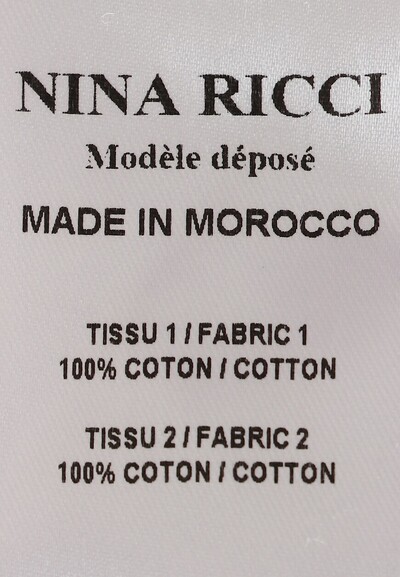 NINA RICCI
Modèle déposé
MADE IN MOROCCO
TISSU 1 / FABRIC 1
100% COTON / COTTON
TISSU 2 / FABRIC 2
100% COTON / COTTON